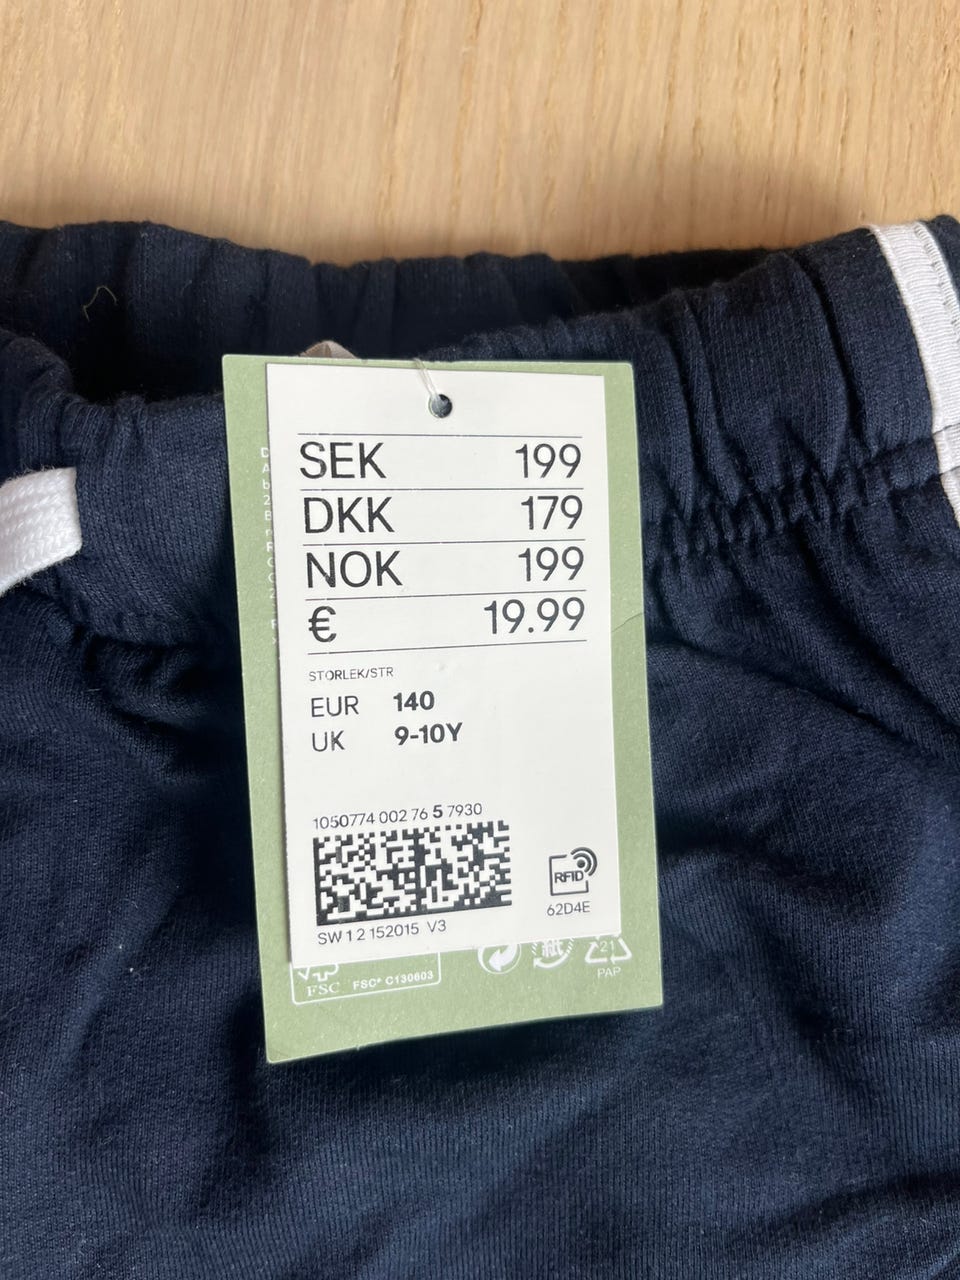 SEK 199
DKK 179
NOK 199
€ 19.99
STORLEK/STR
EUR 140
UK 9-10Y
1050774 002 76 5 7930
RFID
62D4E
SW 1 2 152015 V3
FSC
FSC® C130603
21
PAP